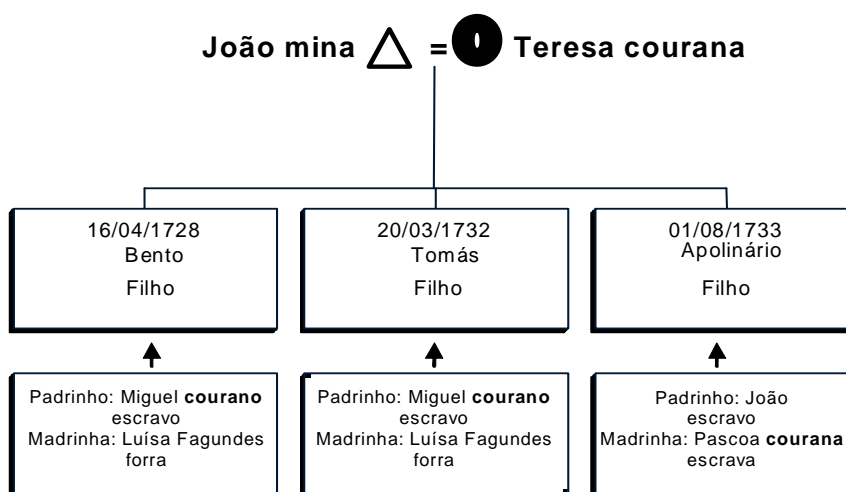 João mina = Teresa courana
16/04/1728
Bento
Filho
20/03/1732
Tomás
Filho
01/08/1733
Apolinário
Filho
Padrinho: Miguel courano
escravo
Madrinha: Luísa Fagundes
forra
Padrinho: Miguel courano
escravo
Madrinha: Luísa Fagundes
forra
Padrinho: João
escravo
Madrinha: Pascoa courana
escrava